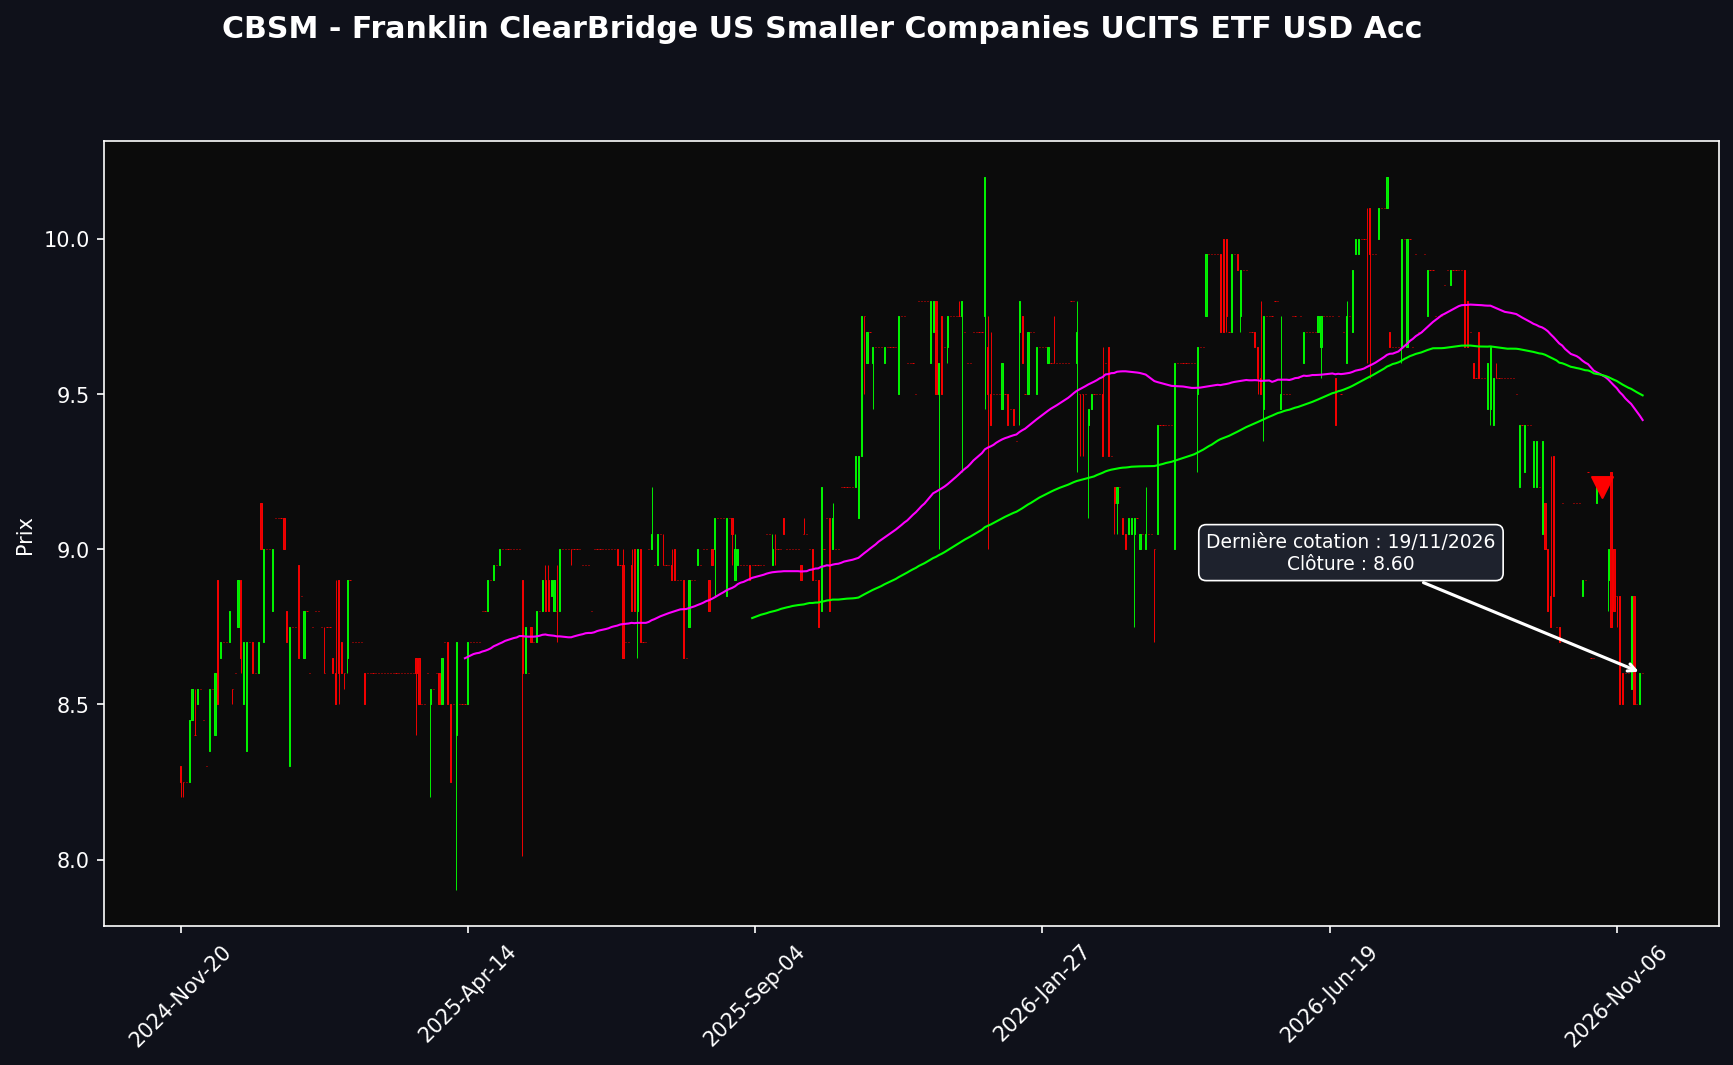 CBSM - Franklin ClearBridge US Smaller Companies UCITS ETF USD Acc
Prix
10.0
9.5
9.0
8.5
8.0
Dernière cotation : 19/11/2026
Clôture : 8.60
2024-Nov-20
2025-Apr-14
2025-Sep-04
2026-Jan-27
2026-Jun-19
2026-Nov-06